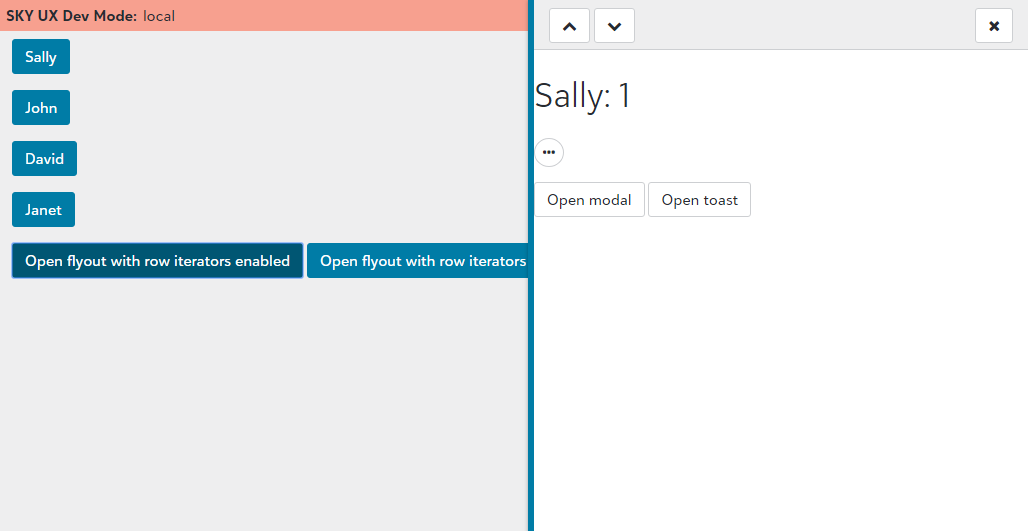 SKY UX Dev Mode: local
Sally
John
David
Janet
Open flyout with row iterators enabled
Open flyout with row iterators
Sally: 1
Open modal
Open toast